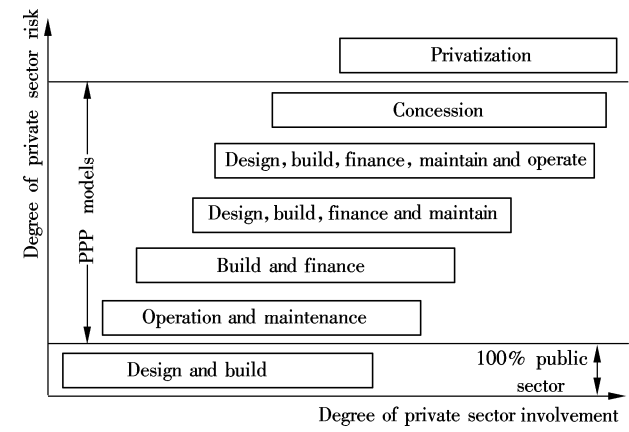 Degree of private sector risk
Privatization
Concession
Design, build, finance, maintain and operate
Design, build, finance and maintain
PPP models
Build and finance
Operation and maintenance
Design and build
100% public
sector
Degree of private sector involvement